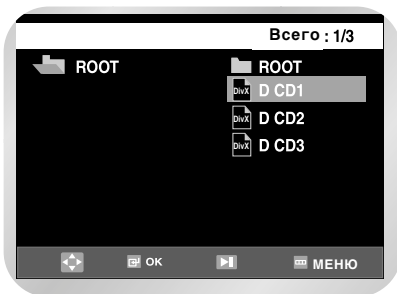 Всего : 1/3
ROOT ROOT
DivX D CD1
DivX D CD2
DivX D CD3
OK МЕНЮ